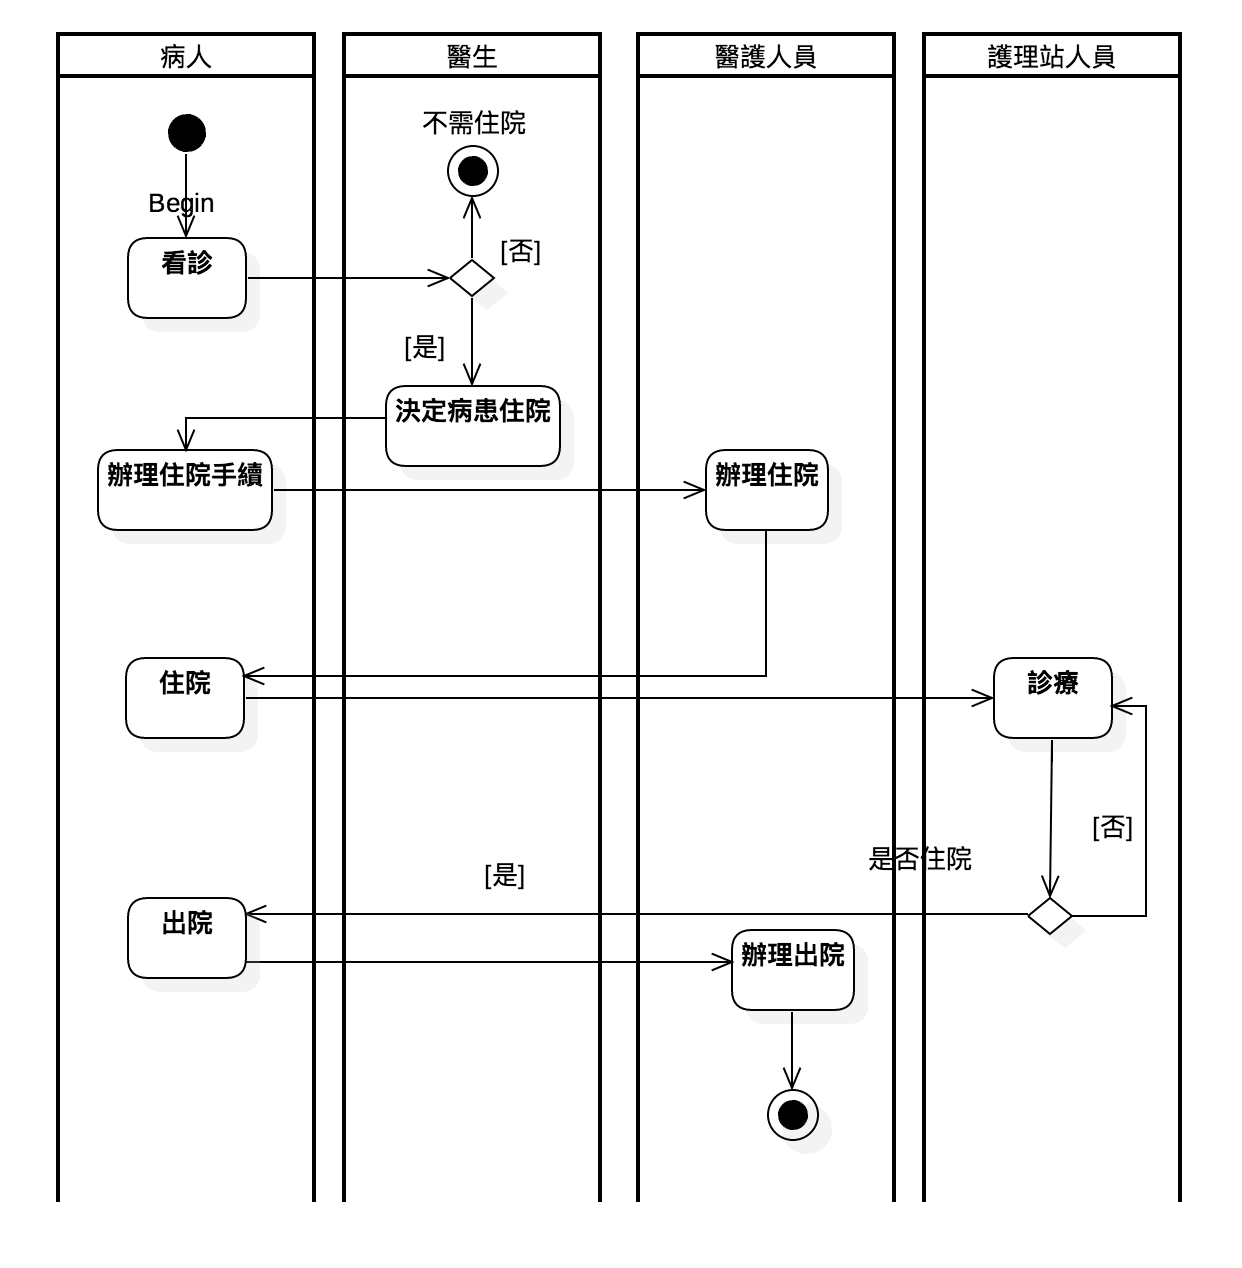 病人
醫生
醫護人員
護理站人員
不需住院
Begin
[否]
看診
[是]
決定病患住院
辦理住院手續
辦理住院
住院
診療
[否]
是否住院
[是]
出院
辦理出院